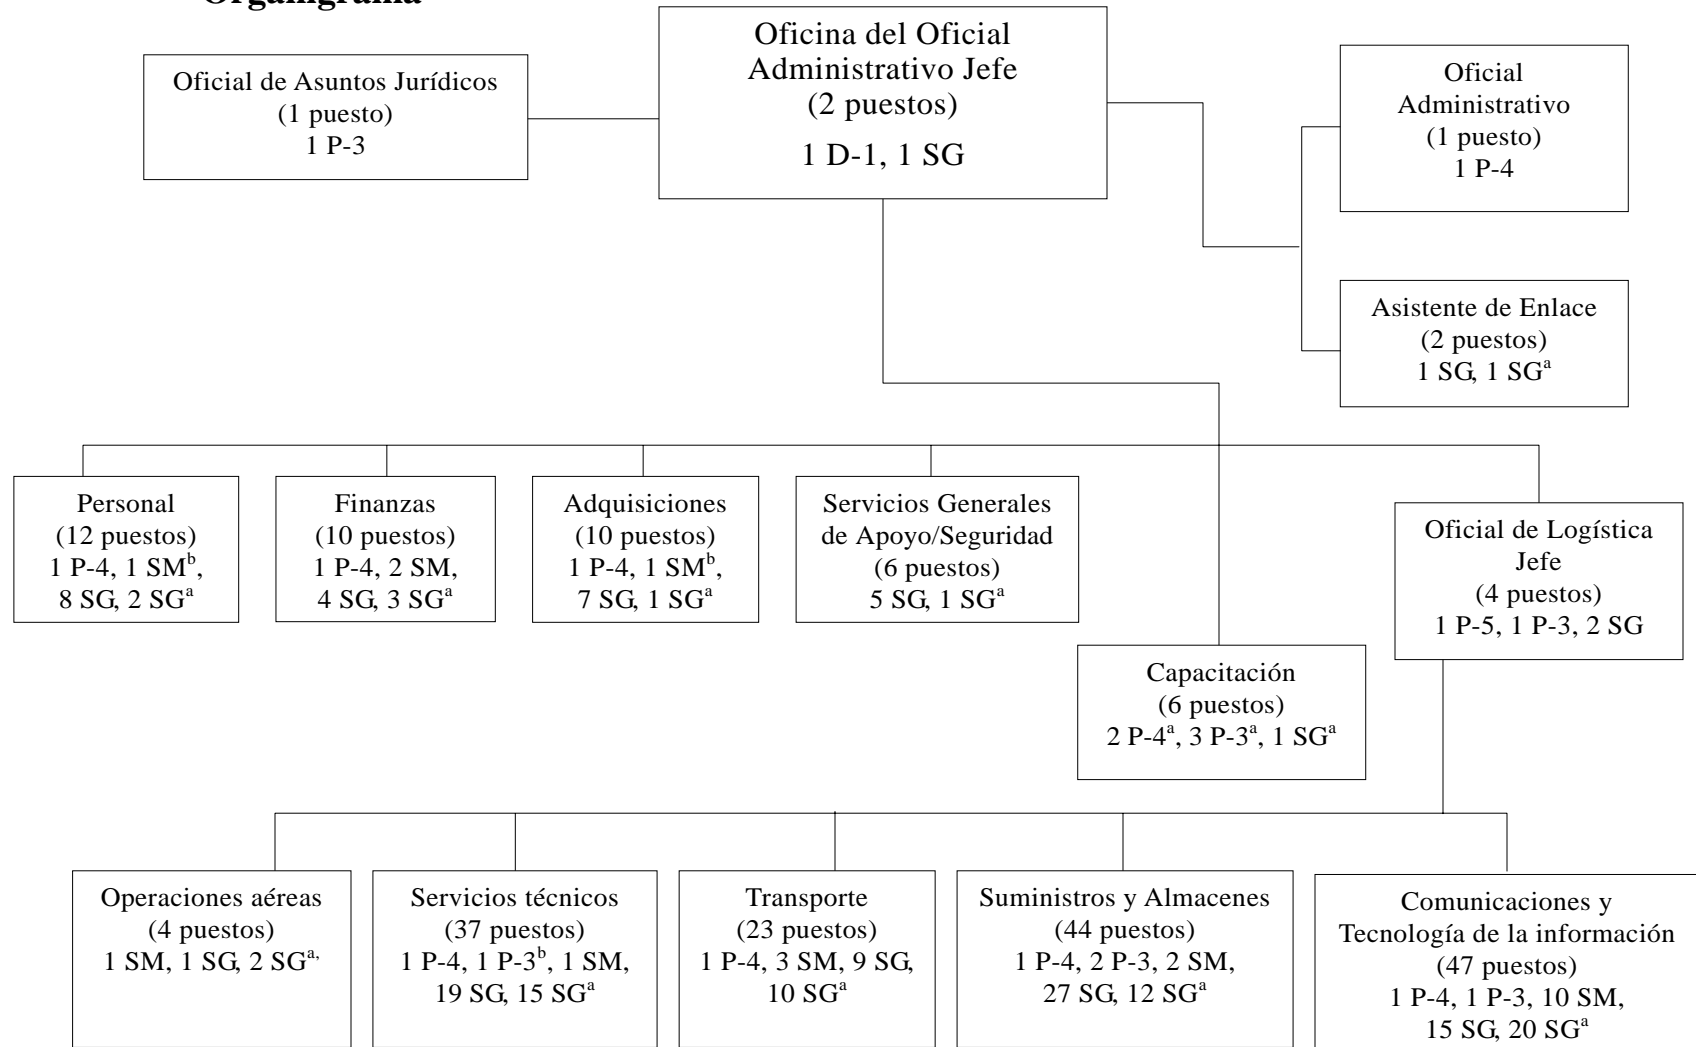 Organigrama
Oficina del Oficial
Administrativo Jefe
(2 puestos)
1 D-1, 1 SG
Oficial de Asuntos Jurídicos
(1 puesto)
1 P-3
Oficial
Administrativo
(1 puesto)
1 P-4
Asistente de Enlace
(2 puestos)
1 SG, 1 SGᵃ
Personal
(12 puestos)
1 P-4, 1 SMᵇ,
8 SG, 2 SGᵃ
Finanzas
(10 puestos)
1 P-4, 2 SM,
4 SG, 3 SGᵃ
Adquisiciones
(10 puestos)
1 P-4, 1 SMᵇ,
7 SG, 1 SGᵃ
Servicios Generales
de Apoyo/Seguridad
(6 puestos)
5 SG, 1 SGᵃ
Oficial de Logística
Jefe
(4 puestos)
1 P-5, 1 P-3, 2 SG
Capacitación
(6 puestos)
2 P-4ᵃ, 3 P-3ᵃ, 1 SGᵃ
Operaciones aéreas
(4 puestos)
1 SM, 1 SG, 2 SGᵃ,
Servicios técnicos
(37 puestos)
1 P-4, 1 P-3ᵇ, 1 SM,
19 SG, 15 SGᵃ
Transporte
(23 puestos)
1 P-4, 3 SM, 9 SG,
10 SGᵃ
Suministros y Almacenes
(44 puestos)
1 P-4, 2 P-3, 2 SM,
27 SG, 12 SGᵃ
Comunicaciones y
Tecnología de la información
(47 puestos)
1 P-4, 1 P-3, 10 SM,
15 SG, 20 SGᵃ